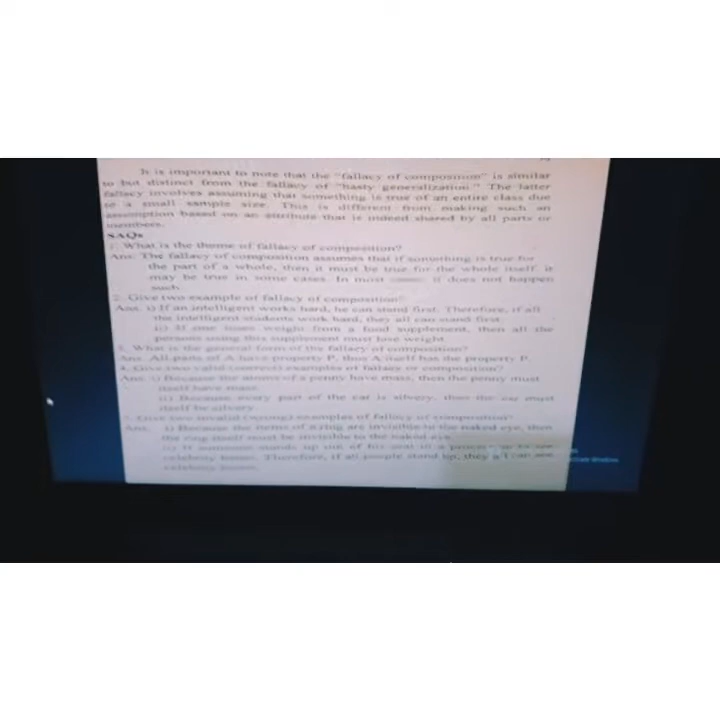 It is important to note that the "fallacy of composition" is similar
to but distinct from the fallacy of "hasty generalization." The latter
fallacy involves assuming that something is true of an entire class due
to a small sample size. This is different from making such an
assumption based on an attribute that is indeed shared by all parts or
members.
SAQs
1. What is the theme of fallacy of composition?
Ans: The fallacy of composition assumes that if something is true for
the part of a whole, then it must be true for the whole itself. it
may be true in some cases. In most cases it does not happen
such.
2. Give two example of fallacy of composition?
Ans. i) If an intelligent works hard, he can stand first. Therefore, if all
the intelligent students work hard, they all can stand first.
ii) If one loses weight from a food supplement, then all the
persons using this supplement must lose weight.
3. What is the general form of the fallacy of composition?
Ans. All parts of A have property P, thus A itself has the property P.
4. Give two valid (correct) examples of fallacy of composition?
Ans: i) Because the atoms of a penny have mass, then the penny must
itself have mass.
ii) Because every part of the cat is silvery, then the cat must
itself be silvery.
5. Give two invalid (wrong) examples of fallacy of composition?
Ans. i) Because the items of a ring are invisible to the naked eye, then
the ring itself must be invisible to the naked eye.
ii) If someone stands up out of his seat in a
celebrity Therefore, if all people stand up, they all can see
celebrity